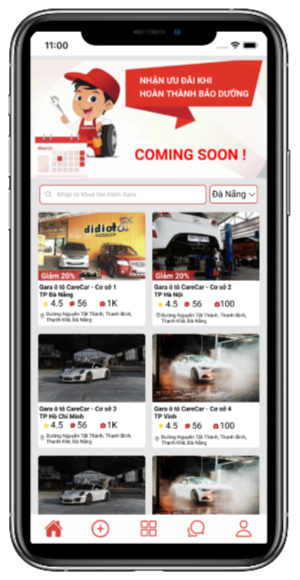 11:00
NHẬN ƯU ĐÃI KHI
HOÀN THÀNH BẢO DƯỠNG
March
COMING SOON !
Nhập từ khoá tìm kiếm Gara
Đà Nẵng
didioto
Giảm 20%
Giảm 20%
Gara ô tô CareCar - Cơ sở 1
TP Đà Nẵng
4.5 56 1K
Đường Nguyễn Tất Thành, Thanh Bình,
Thanh Khê, Đà Nẵng
Gara ô tô CareCar - Cơ sở 2
TP Hà Nội
4.5 56 100
Đường Nguyễn Tất Thành, Thanh Bình,
Thanh Khê, Đà Nẵng
Gara ô tô CareCar - Cơ sở 3
TP Hồ Chí Minh
4.5 56 1K
Đường Nguyễn Tất Thành, Thanh Bình,
Thanh Khê, Đà Nẵng
Gara ô tô CareCar - Cơ sở 4
TP Vinh
4.5 56 100
Đường Nguyễn Tất Thành, Thanh Bình,
Thanh Khê, Đà Nẵng